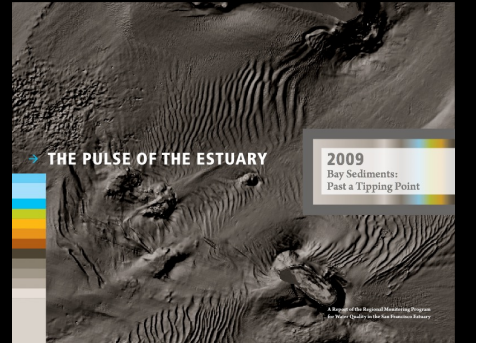 → THE PULSE OF THE ESTUARY
2009
Bay Sediments:
Past a Tipping Point
A Report of the Regional Monitoring Program
for Water Quality in the San Francisco Estuary